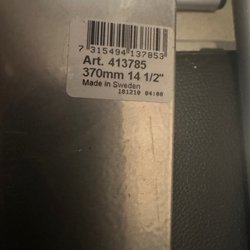 7 315494 137853
Art. 413785
370mm 14 1/2"
Made in Sweden
181210 04:08